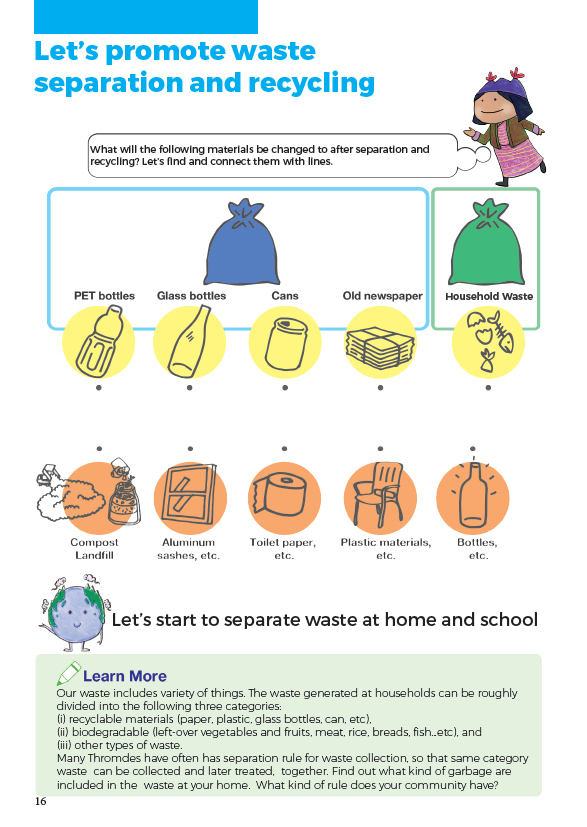 Let's promote waste
separation and recycling
What will the following materials be changed to after separation and
recycling? Let's find and connect them with lines.
PET bottles
Glass bottles
Cans
Old newspaper
Household Waste
Compost
Landfill
Aluminum
sashes, etc.
Toilet paper,
etc.
Plastic materials,
etc.
Bottles,
etc.
Let's start to separate waste at home and school
Learn More
Our waste includes variety of things. The waste generated at households can be roughly
divided into the following three categories:
(i) recyclable materials (paper, plastic, glass bottles, can, etc),
(ii) biodegradable (left-over vegetables and fruits, meat, rice, breads, fish...etc), and
(iii) other types of waste.
Many Thromdes have often has separation rule for waste collection, so that same category
waste can be collected and later treated, together. Find out what kind of garbage are
included in the waste at your home. What kind of rule does your community have?
16